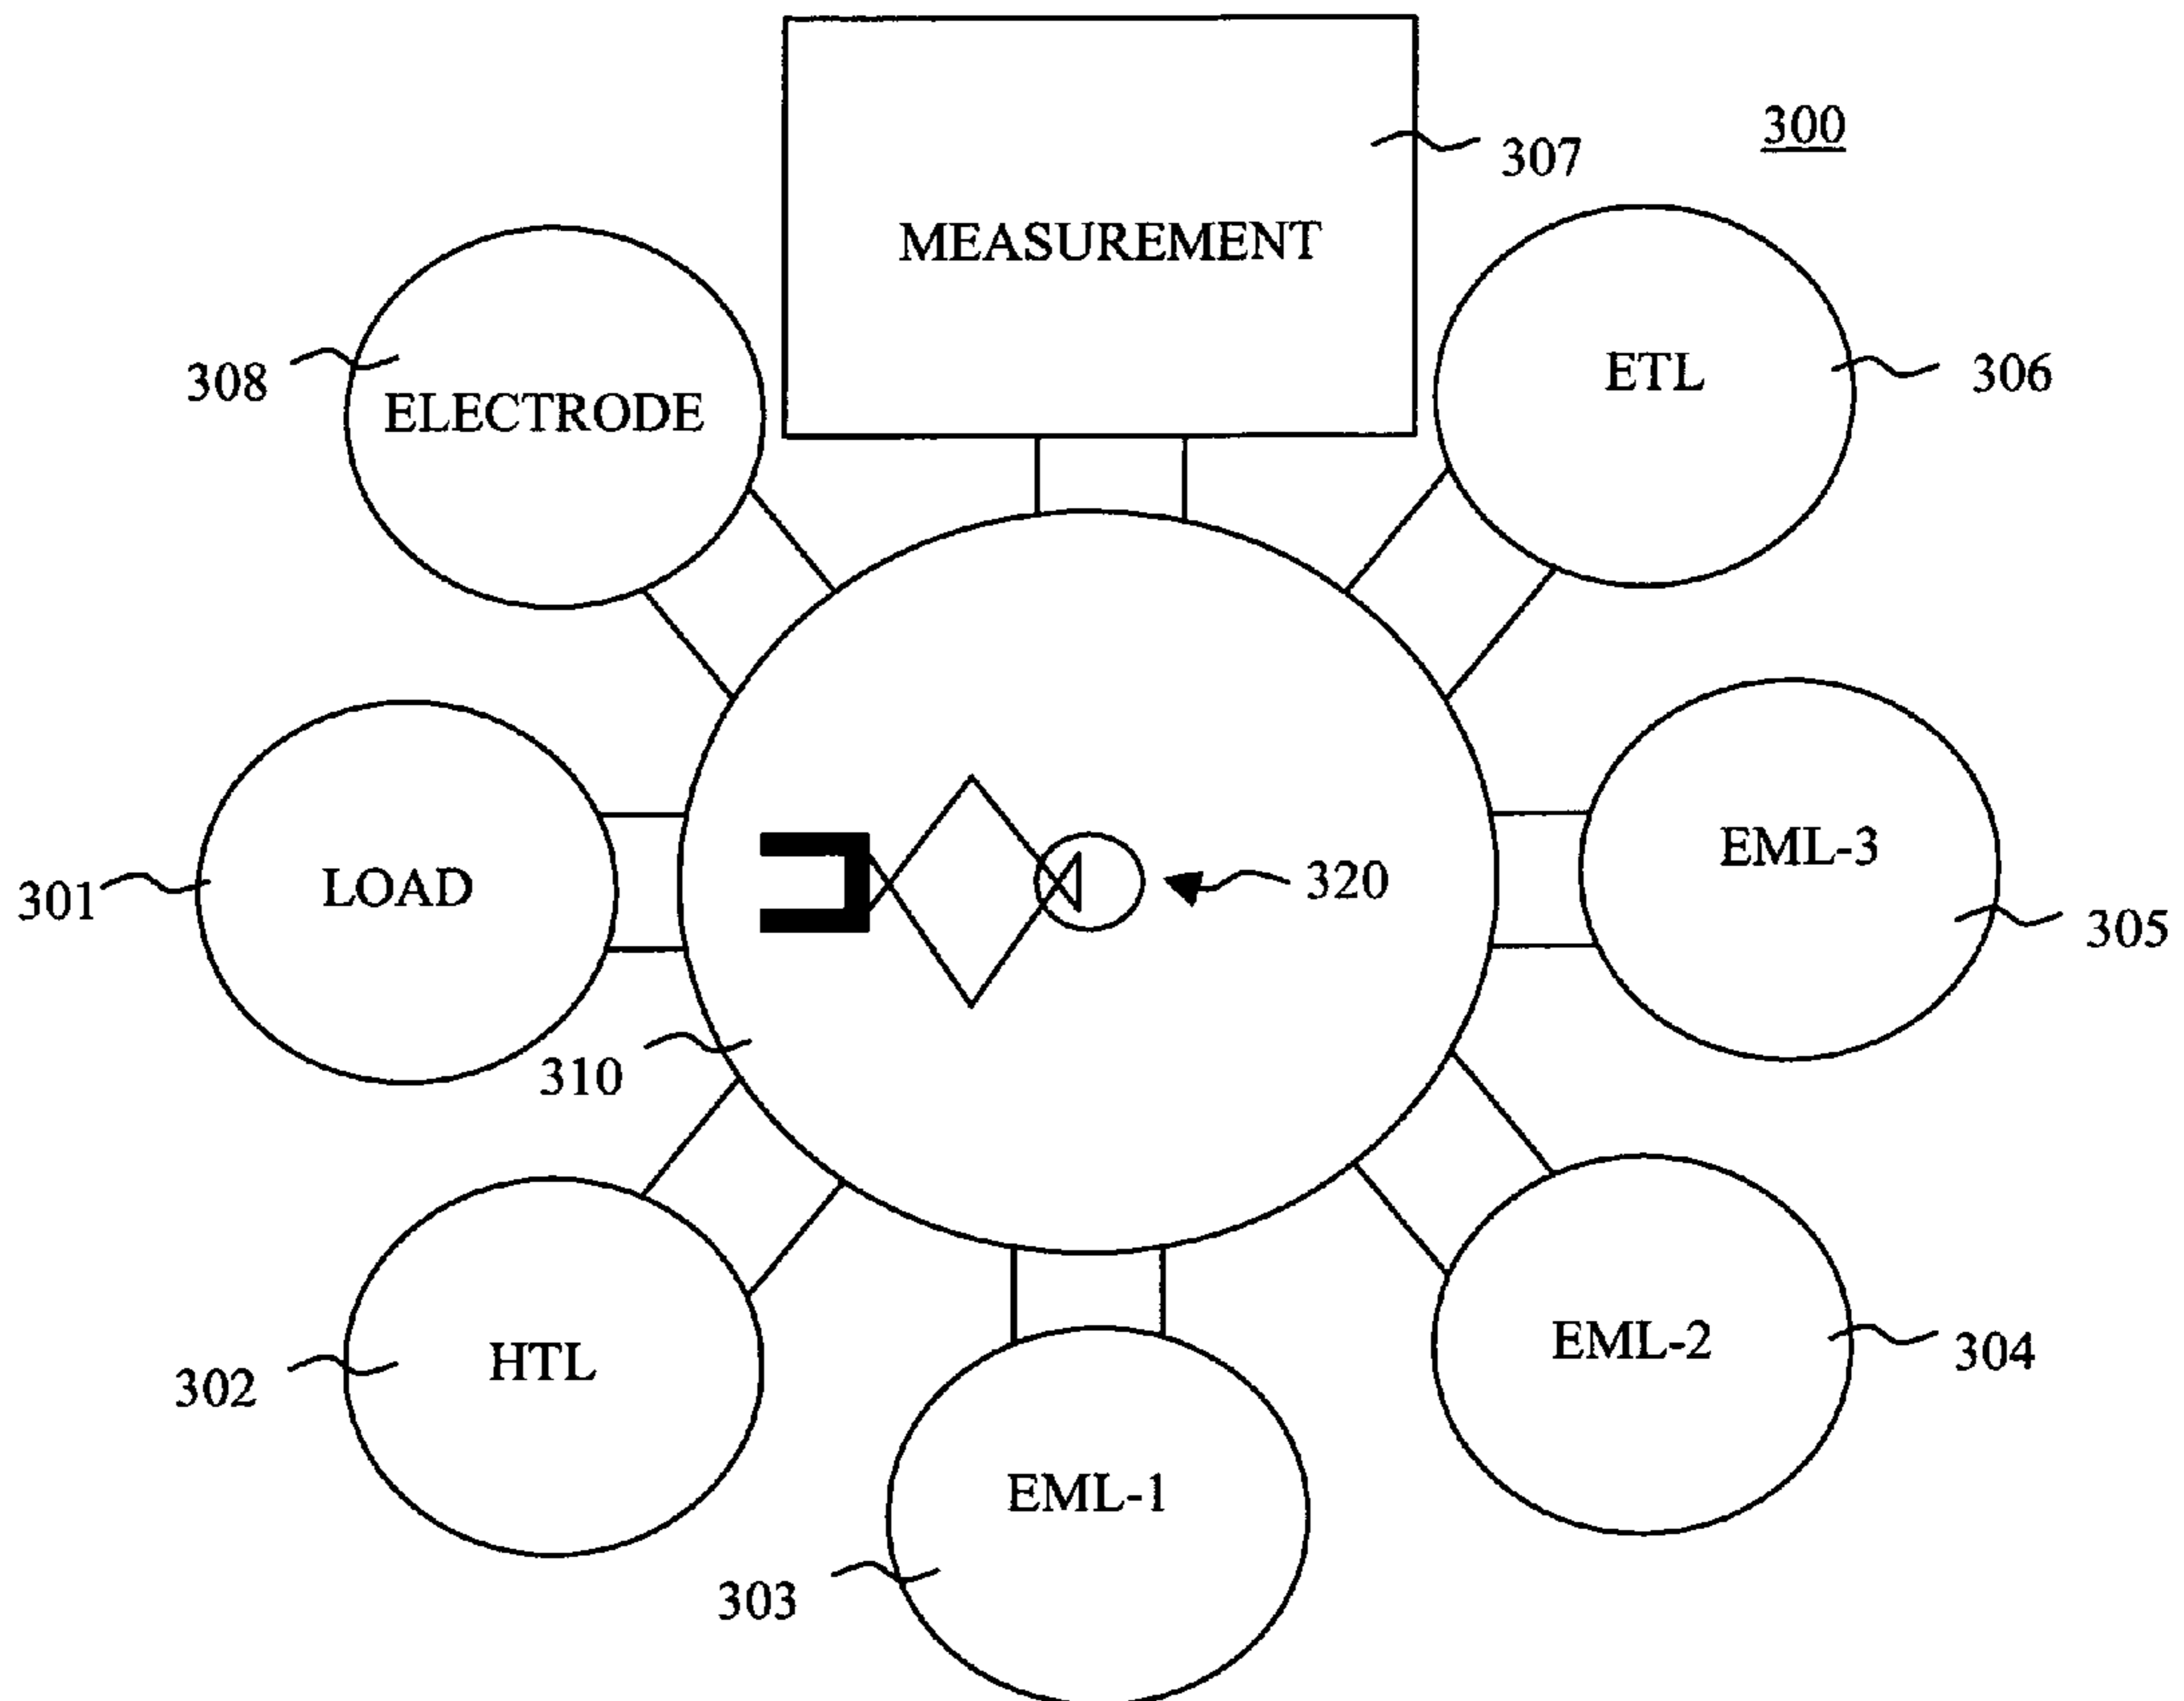 300
307
MEASUREMENT
ETL
306
308
ELECTRODE
EML-3
305
LOAD
301
320
310
HTL
302
EML-2
304
EML-1
303